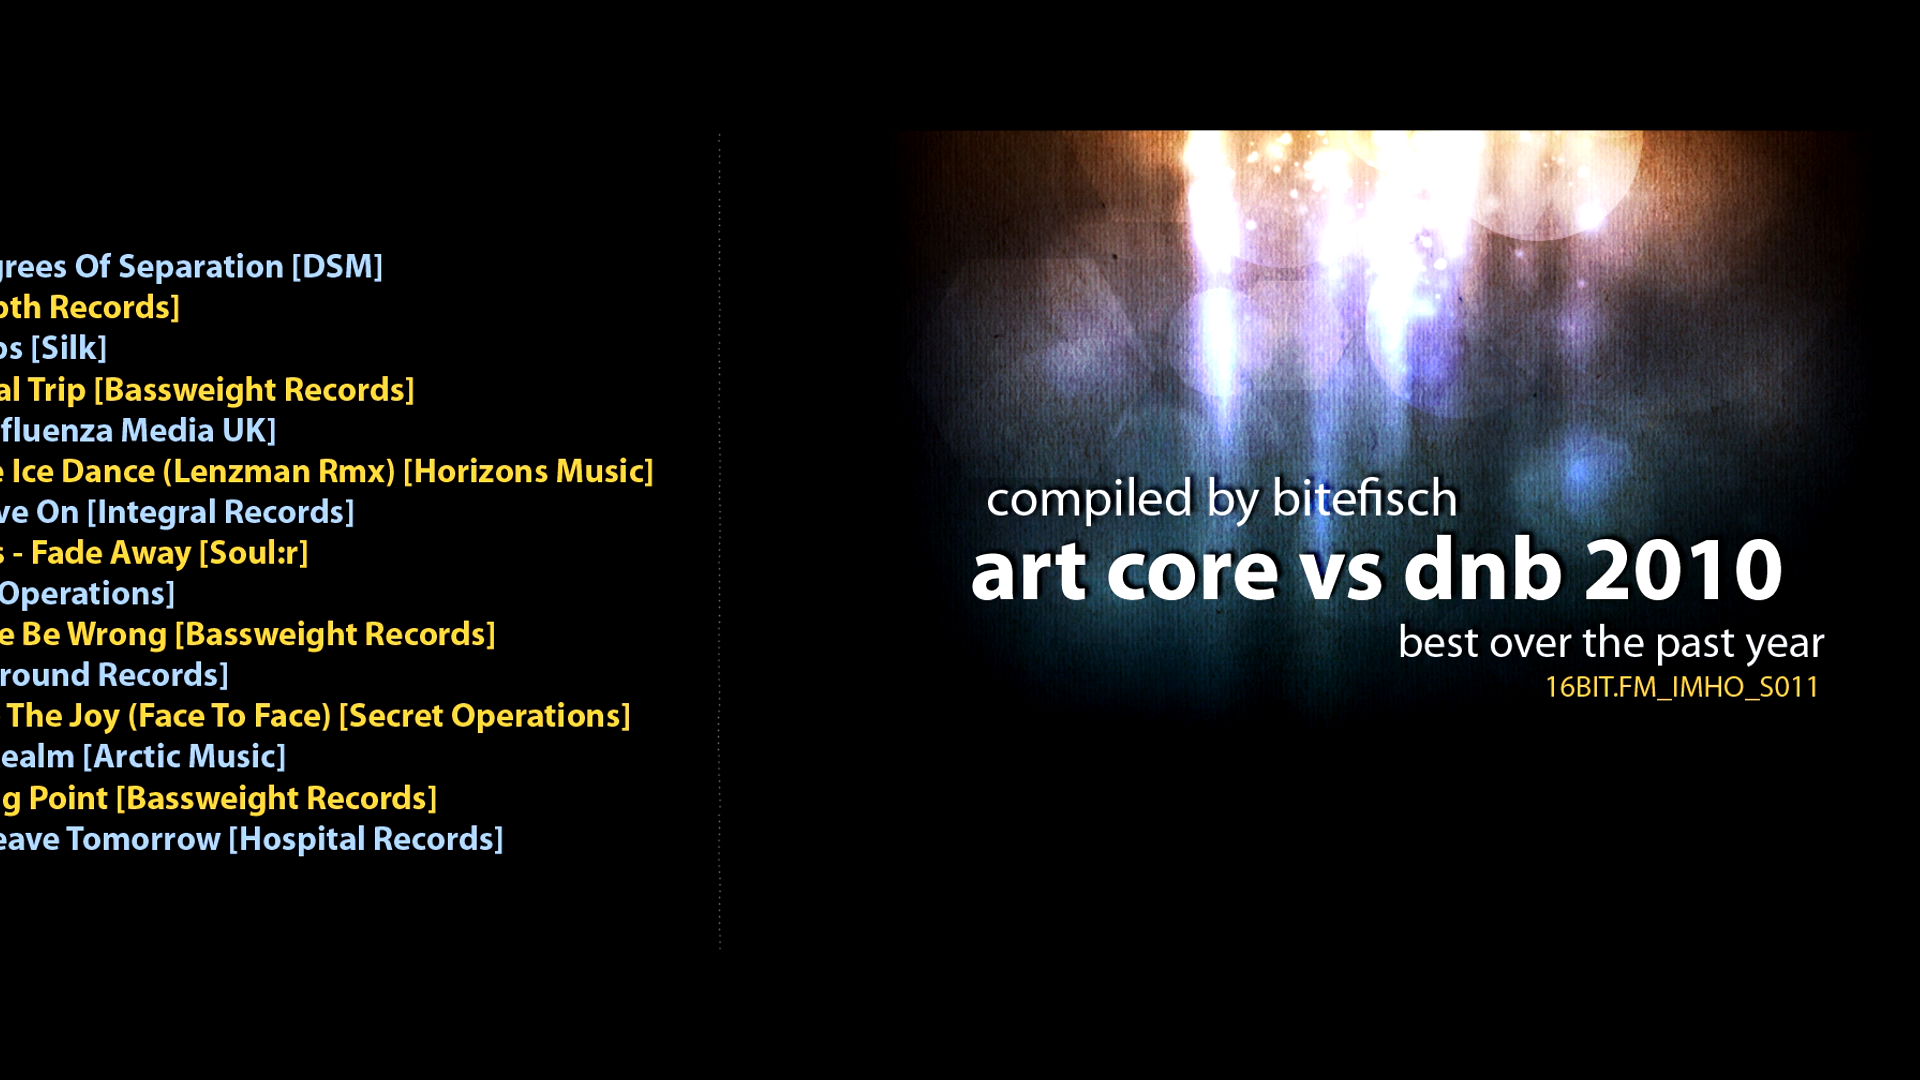 grees Of Separation [DSM]
pth Records]
ps [Silk]
al Trip [Bassweight Records]
fluenza Media UK]
e Ice Dance (Lenzman Rmx) [Horizons Music]
ve On [Integral Records]
s - Fade Away [Soul:r]
Operations]
e Be Wrong [Bassweight Records]
round Records]
The Joy (Face To Face) [Secret Operations]
ealm [Arctic Music]
g Point [Bassweight Records]
eave Tomorrow [Hospital Records]
compiled by bitefisch
art core vs dnb 2010
best over the past year
16BIT.FM_IMHO_S011